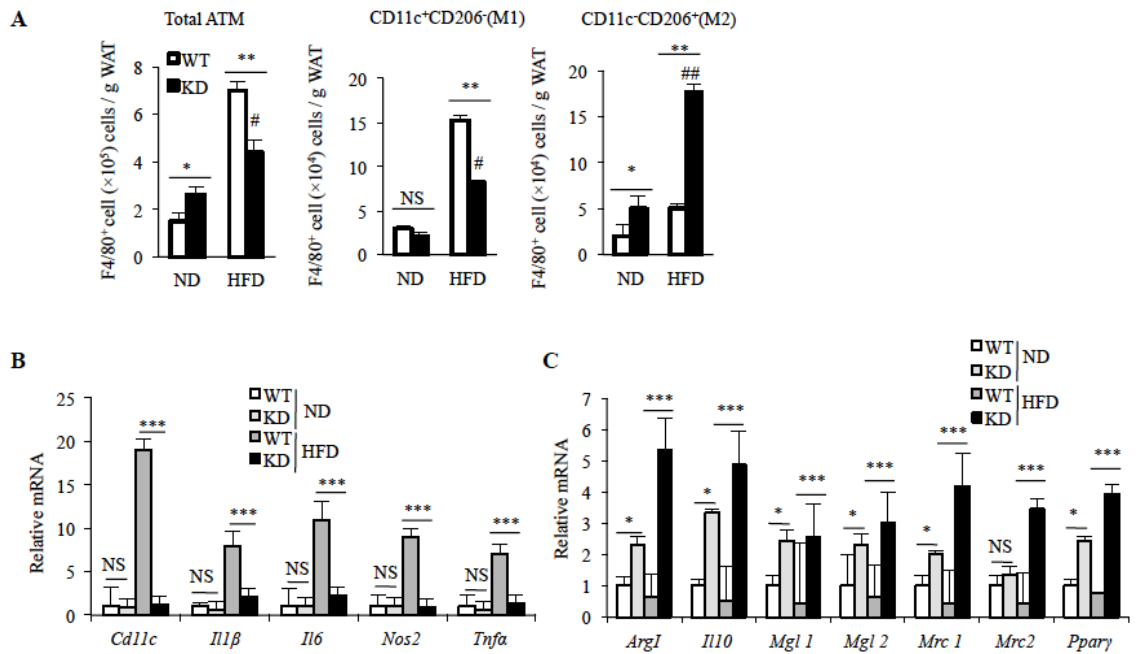 A
Total ATM
CD11c⁺CD206⁻(M1)
CD11c⁻CD206⁺(M2)
F4/80⁺ cell (×10⁵) cells / g WAT
8
6
4
2
0
WT
KD
*
**
#
ND HFD
F4/80⁺ cell (×10⁴) cells / g WAT
20
15
10
5
0
NS
**
#
ND HFD
F4/80⁺ cell (×10⁴) cells / g WAT
20
15
10
5
0
*
**
##
ND HFD
B
Relative mRNA
25
20
15
10
5
0
WT
KD
ND
WT
KD
HFD
NS *** NS *** NS *** NS *** NS ***
Cd11c Il1β Il6 Nos2 Tnfα
C
Relative mRNA
7
6
5
4
3
2
1
0
WT
KD
ND
WT
KD
HFD
* *** * *** * *** * *** * *** NS *** * ***
ArgI Il10 Mgl 1 Mgl 2 Mrc 1 Mrc2 Pparγ